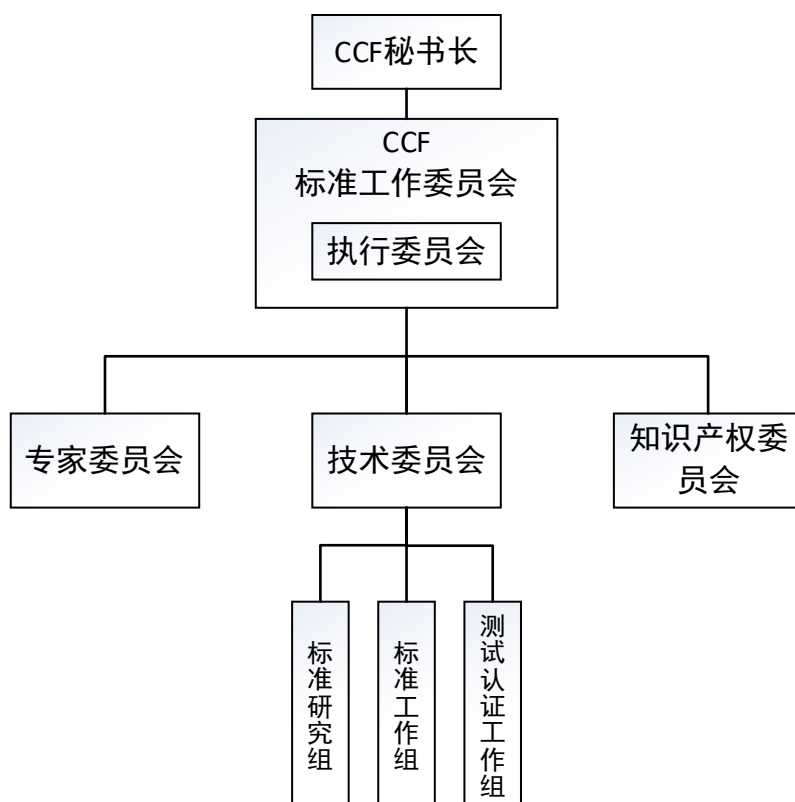 CCF秘书长
CCF
标准工作委员会
执行委员会
专家委员会
技术委员会
知识产权委
员会
标准研究组
标准工作组
测试认证工作组